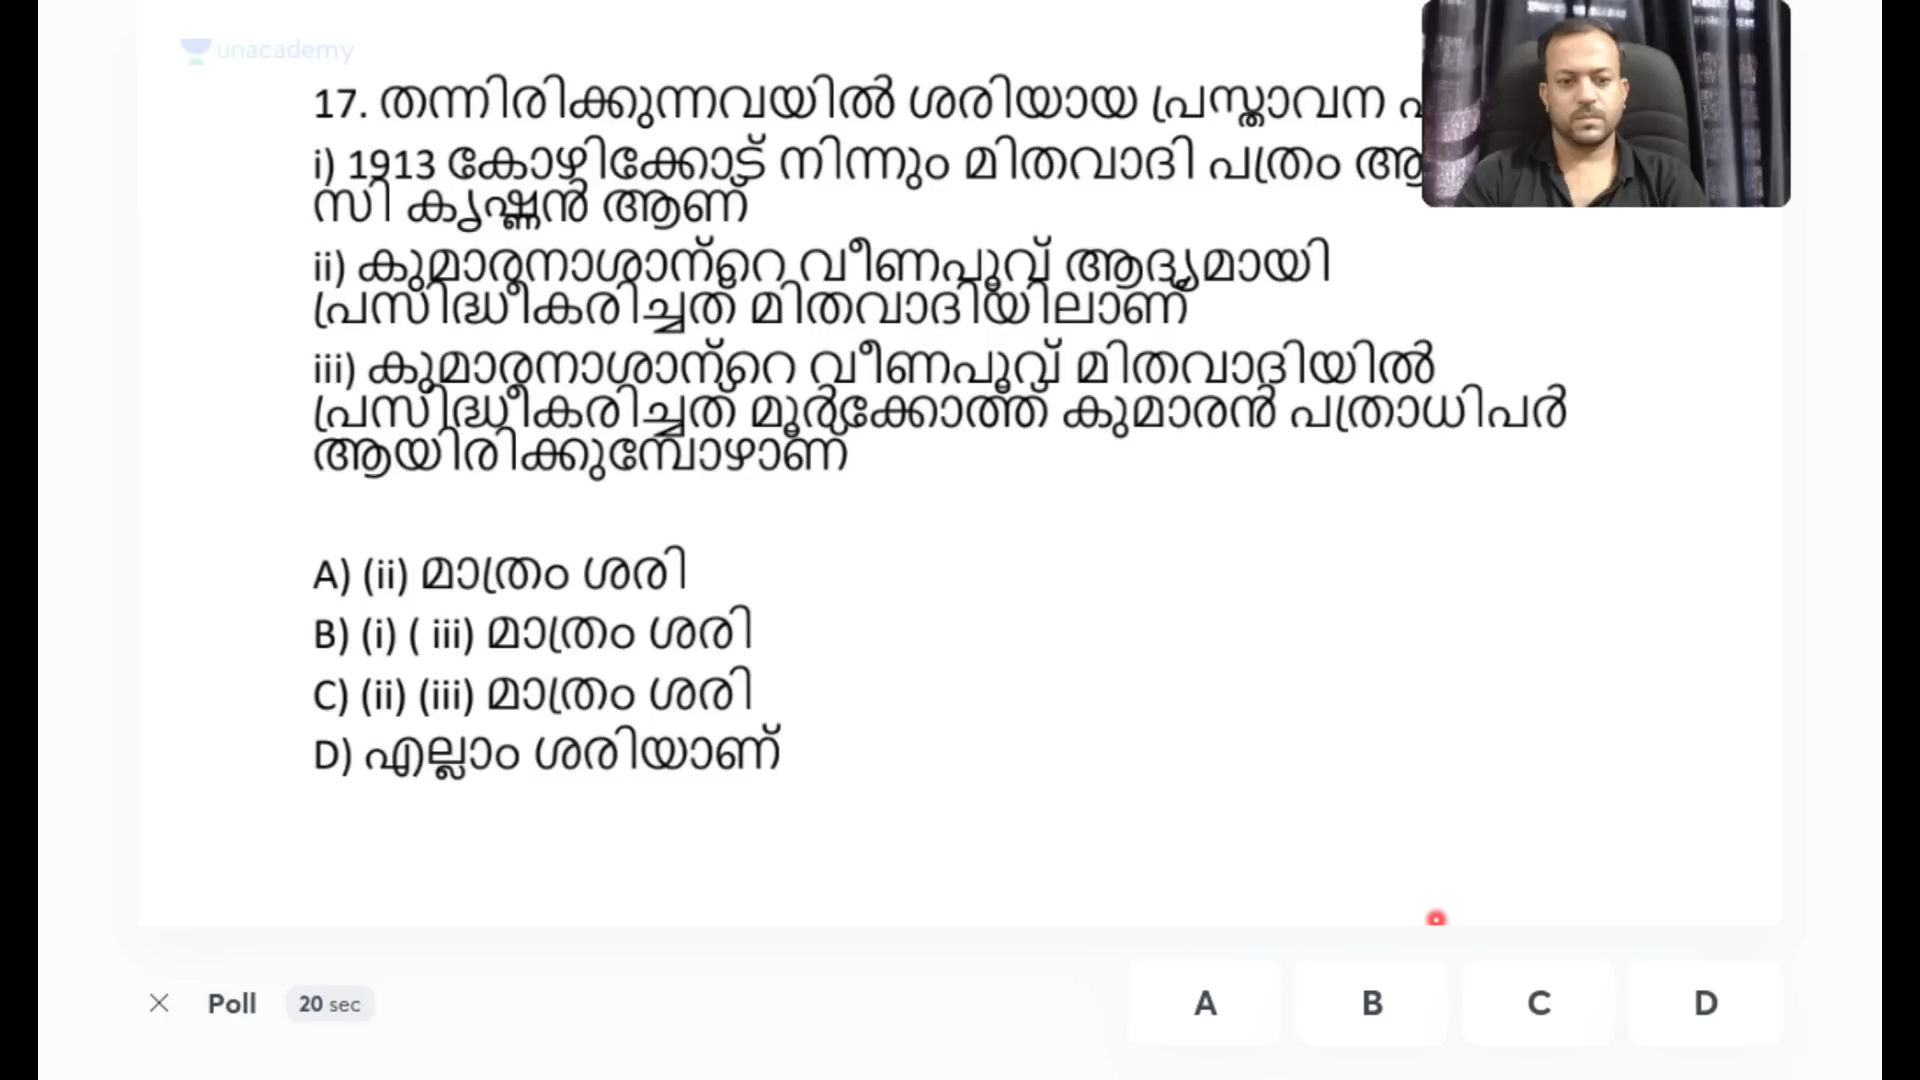 unacademy
17. തന്നിരിക്കുന്നവയിൽ ശരിയായ പ്രസ്താവന
i) 1913 കോഴിക്കോട് നിന്നും മിതവാദി പത്രം
സി കൃഷ്ണൻ ആണ്
ii) കുമാരനാശാന്റെ വീണപൂവ് ആദ്യമായി
പ്രസിദ്ധീകരിച്ചത് മിതവാദിയിലാണ്
iii) കുമാരനാശാന്റെ വീണപൂവ് മിതവാദിയിൽ
പ്രസിദ്ധീകരിച്ചത് മൂർക്കോത്ത് കുമാരൻ പത്രാധിപർ
ആയിരിക്കുമ്പോഴാണ്
A) (ii) മാത്രം ശരി
B) (i) ( iii) മാത്രം ശരി
C) (ii) (iii) മാത്രം ശരി
D) എല്ലാം ശരിയാണ്
Poll 20 sec A B C D